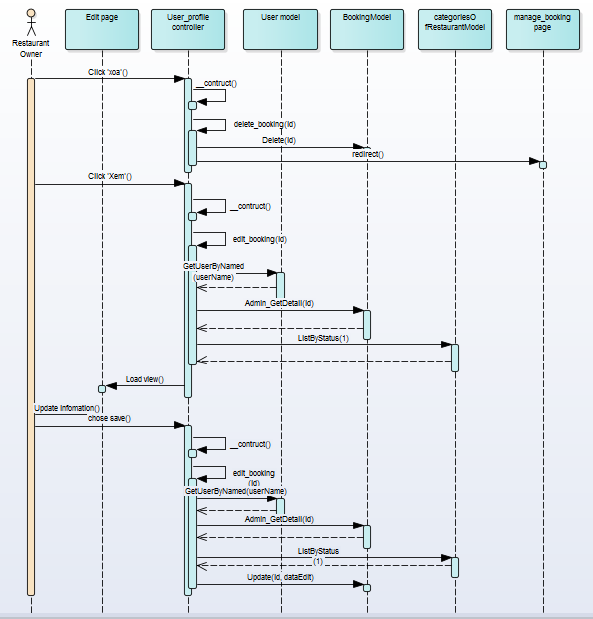 Edit page
User_profile
controller
User model
BookingModel
categoriesO
fRestaurantModel
manage_booking
page
Restaurant
Owner
Click 'xoa'()
__contruct()
delete_booking(id)
Delete(id)
redirect()
Click 'Xem'()
__contruct()
edit_booking(id)
GetUserByNamed
(userName)
Admin_GetDetail(id)
ListByStatus(1)
Load view()
Update infomation()
chose save()
__contruct()
edit_booking
(id)
GetUserByNamed(userName)
Admin_GetDetail(id)
ListByStatus
(1)
Update(id_dataEdit)